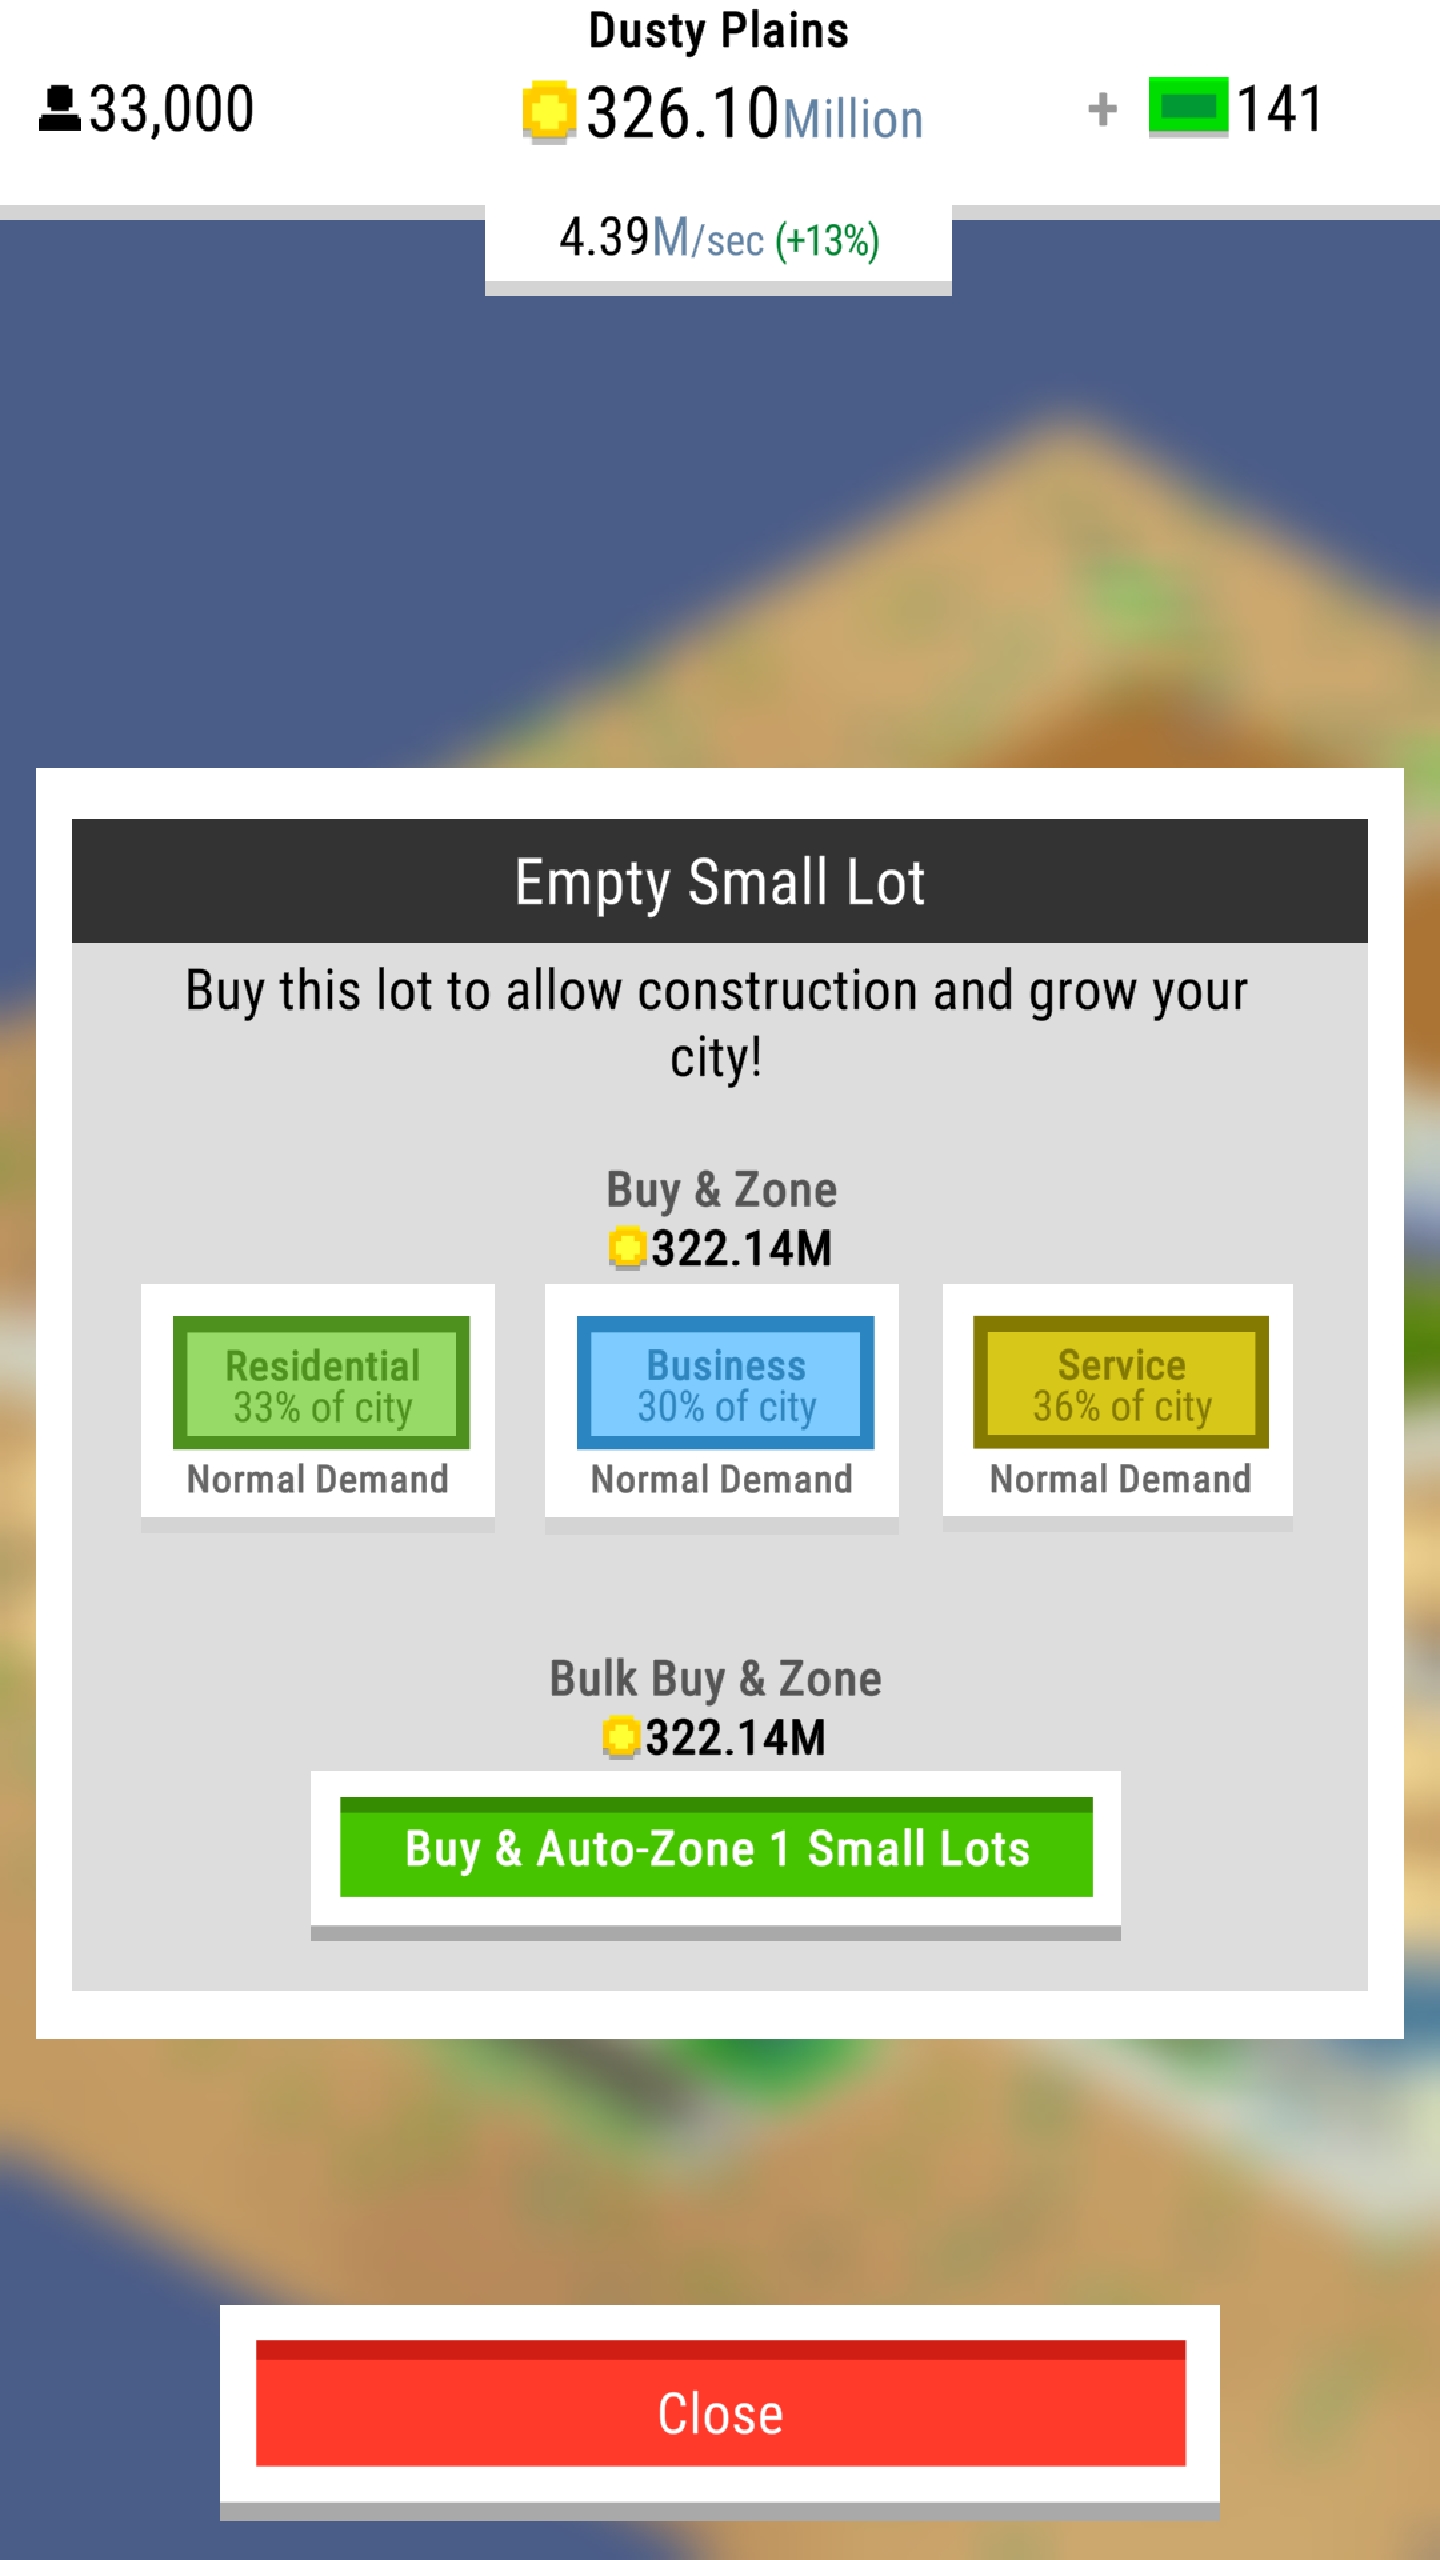 Dusty Plains
33,000
326.10Million
+ 141
4.39M/sec (+13%)
Empty Small Lot
Buy this lot to allow construction and grow your
city!
Buy & Zone
322.14M
Residential
33% of city
Normal Demand
Business
30% of city
Normal Demand
Service
36% of city
Normal Demand
Bulk Buy & Zone
322.14M
Buy & Auto-Zone 1 Small Lots
Close